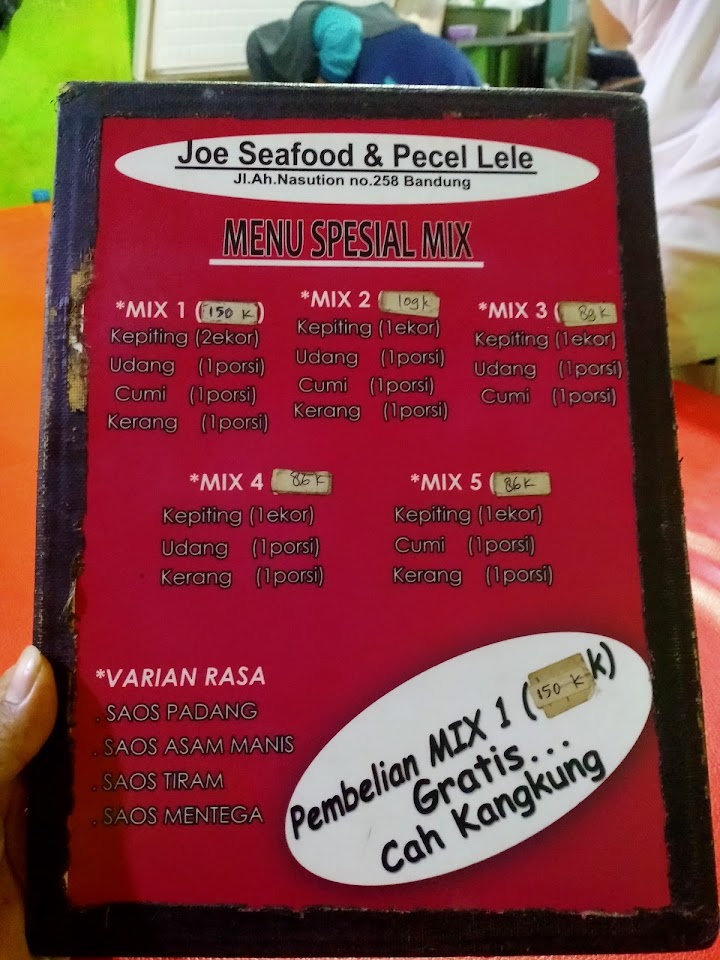 Joe Seafood & Pecel Lele
Jl.Ah.Nasution no.258 Bandung
MENU SPESIAL MIX
*MIX 1 (150 K)
Kepiting (2ekor)
Udang (1porsi)
Cumi (1porsi)
Kerang (1porsi)
*MIX 2 (109k
Kepiting (1ekor)
Udang (1porsi)
Cumi (1porsi)
Kerang (1porsi)
*MIX 3 (89K
Kepiting (1ekor)
Udang (1porsi)
Cumi (1porsi)
*MIX 4 86K
Kepiting (1ekor)
Udang (1porsi)
Kerang (1porsi)
*MIX 5 (86K
Kepiting (1ekor)
Cumi (1porsi)
Kerang (1porsi)
*VARIAN RASA
. SAOS PADANG
. SAOS ASAM MANIS
. SAOS TIRAM
. SAOS MENTEGA
Pembelian MIX 1 (150 K k)
Gratis...
Cah Kangkung